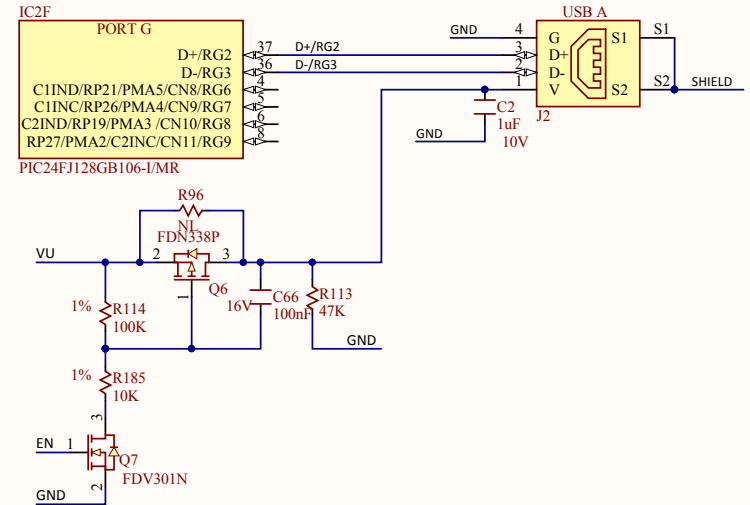 IC2F
PORT G
D+/RG2
D-/RG3
C1IND/RP21/PMA5/CN8/RG6
C1INC/RP26/PMA4/CN9/RG7
C2IND/RP19/PMA3 /CN10/RG8
RP27/PMA2/C2INC/CN11/RG9
37
36
4
5
6
8
PIC24FJ128GB106-I/MR
D+/RG2
D-/RG3
USB A
GND
4
3
2
1
G
D+
D-
V
S1
S2
S1
S2
SHIELD
J2
C2
1uF
10V
GND
R96
NL
FDN338P
VU
2
3
1
Q6
1%
R114
100K
16V
C66
100nF
R113
47K
GND
1%
R185
10K
3
EN
1
Q7
FDV301N
2
GND